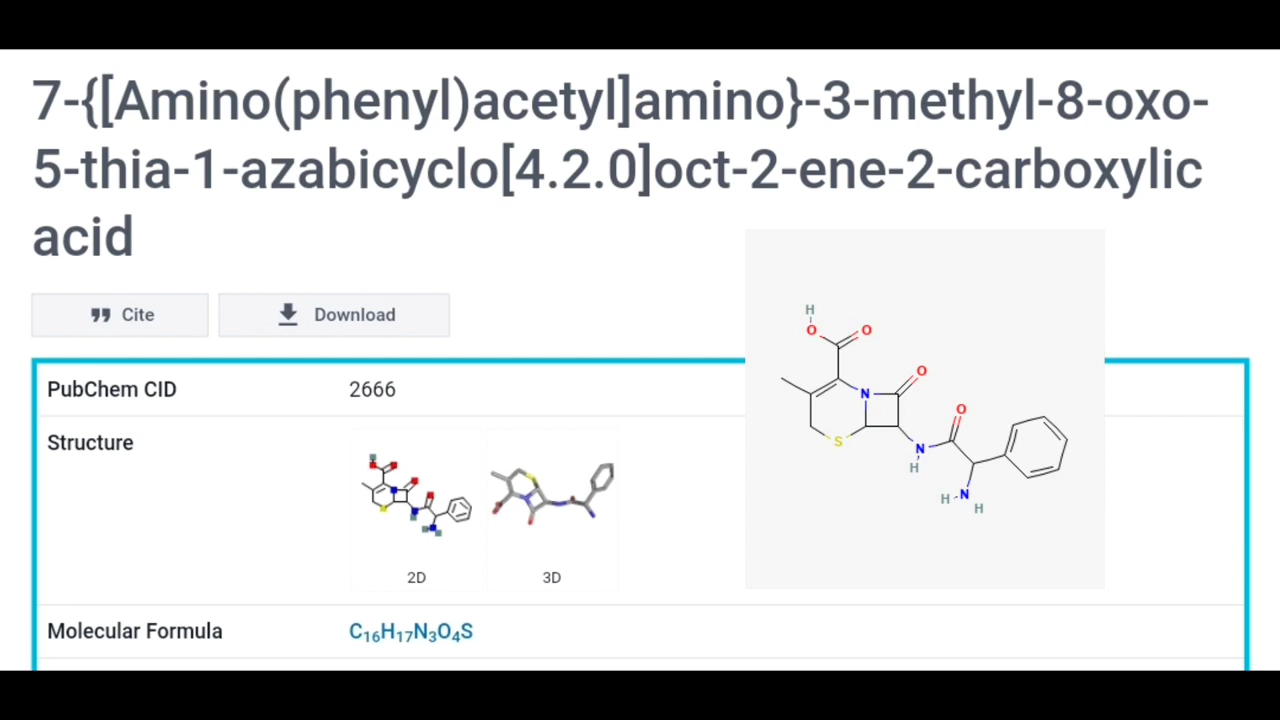 7-{[Amino(phenyl)acetyl]amino}-3-methyl-8-oxo-
5-thia-1-azabicyclo[4.2.0]oct-2-ene-2-carboxylic
acid
Cite
Download
PubChem CID
2666
Structure
2D
3D
H
O
O
N
O
O
S
N
H
H
N
H
Molecular Formula
C₁₆H₁₇N₃O₄S